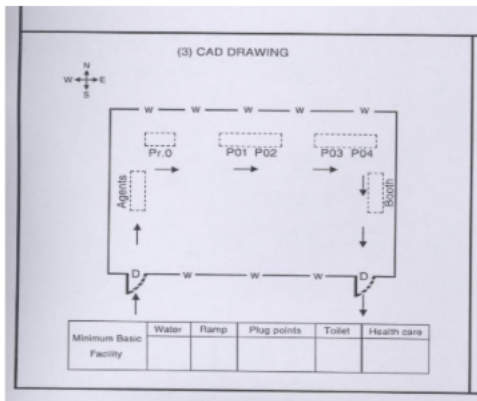 (3) CAD DRAWING
N
W E
S
W W W W W
Pr.0 P01 P02 P03 P04
Agents
Booth
D W W W D
Minimum Basic Facility Water Ramp Plug points Toilet Health care